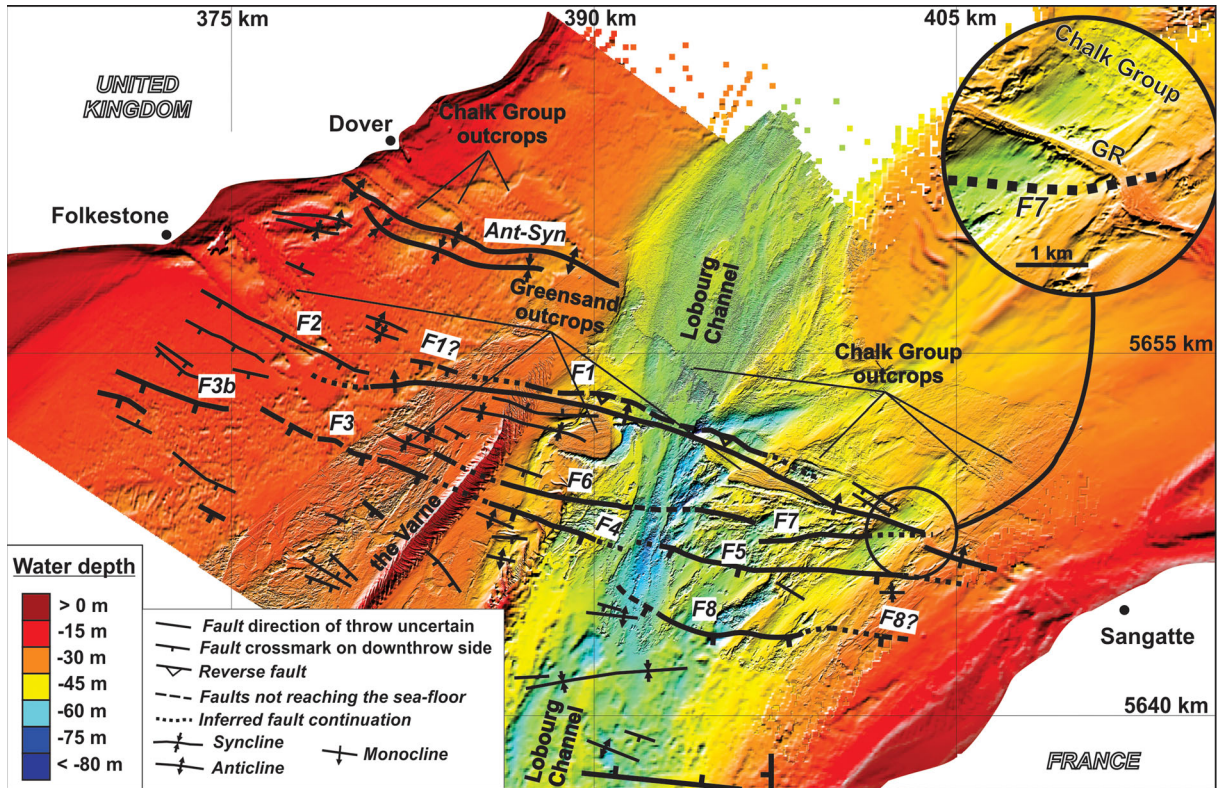 375 km
390 km
405 km
UNITED
KINGDOM
Dover
Folkestone
Chalk Group
outcrops
Ant-Syn
Greensand
outcrops
Lobourg
Channel
Chalk Group
GR
F7
1 km
5655 km
F2
F1?
F1
F3b
F3
Chalk Group
outcrops
F6
F7
F4
F5
the Varne
F8
F8?
Sangatte
5640 km
Lobourg
Channel
FRANCE
Water depth
> 0 m
-15 m
-30 m
-45 m
-60 m
-75 m
< -80 m
Fault direction of throw uncertain
Fault crossmark on downthrow side
Reverse fault
Faults not reaching the sea-floor
Inferred fault continuation
Syncline
Monocline
Anticline